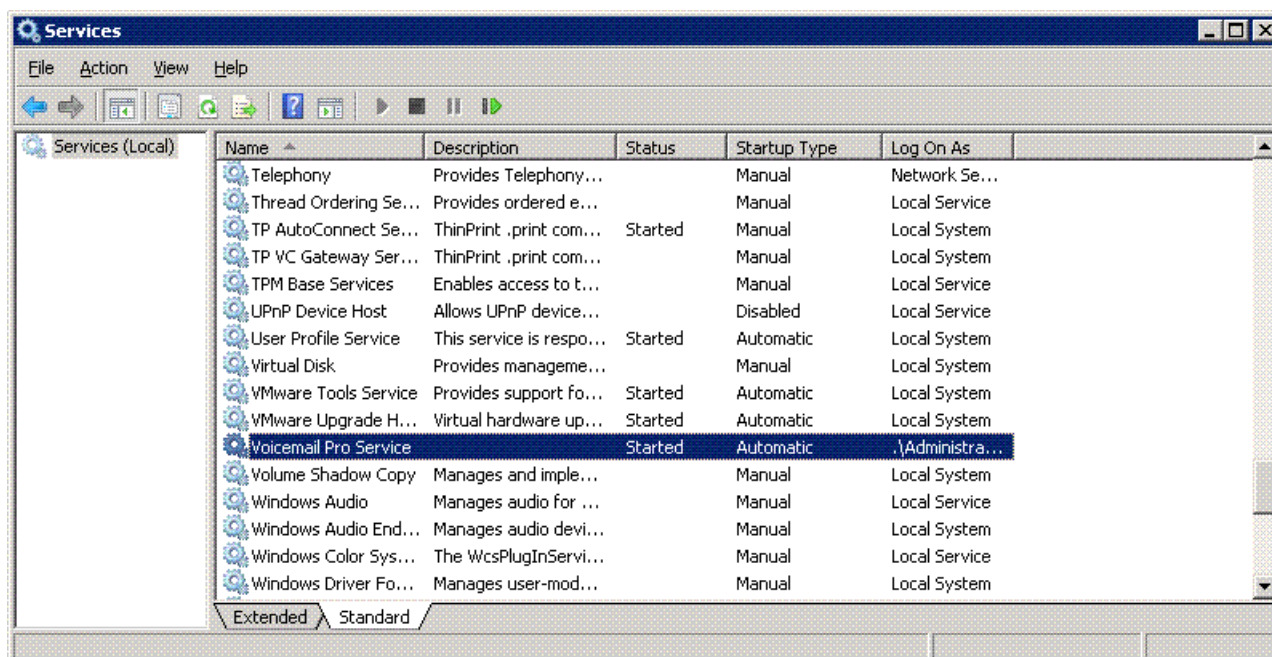 Services
File Action View Help
Services (Local)
Name Description Status Startup Type Log On As
Telephony Provides Telephony... Manual Network Se...
Thread Ordering Se... Provides ordered e... Manual Local Service
TP AutoConnect Se... ThinPrint .print com... Started Manual Local System
TP VC Gateway Ser... ThinPrint .print com... Manual Local System
TPM Base Services Enables access to t... Manual Local Service
UPnP Device Host Allows UPnP device... Disabled Local Service
User Profile Service This service is respo... Started Automatic Local System
Virtual Disk Provides manageme... Manual Local System
VMware Tools Service Provides support fo... Started Automatic Local System
VMware Upgrade H... Virtual hardware up... Started Automatic Local System
Voicemail Pro Service Started Automatic .\Administra...
Volume Shadow Copy Manages and imple... Manual Local System
Windows Audio Manages audio for ... Manual Local Service
Windows Audio End... Manages audio devi... Manual Local System
Windows Color Sys... The WcsPlugInServi... Manual Local Service
Windows Driver Fo... Manages user-mod... Manual Local System
Extended Standard